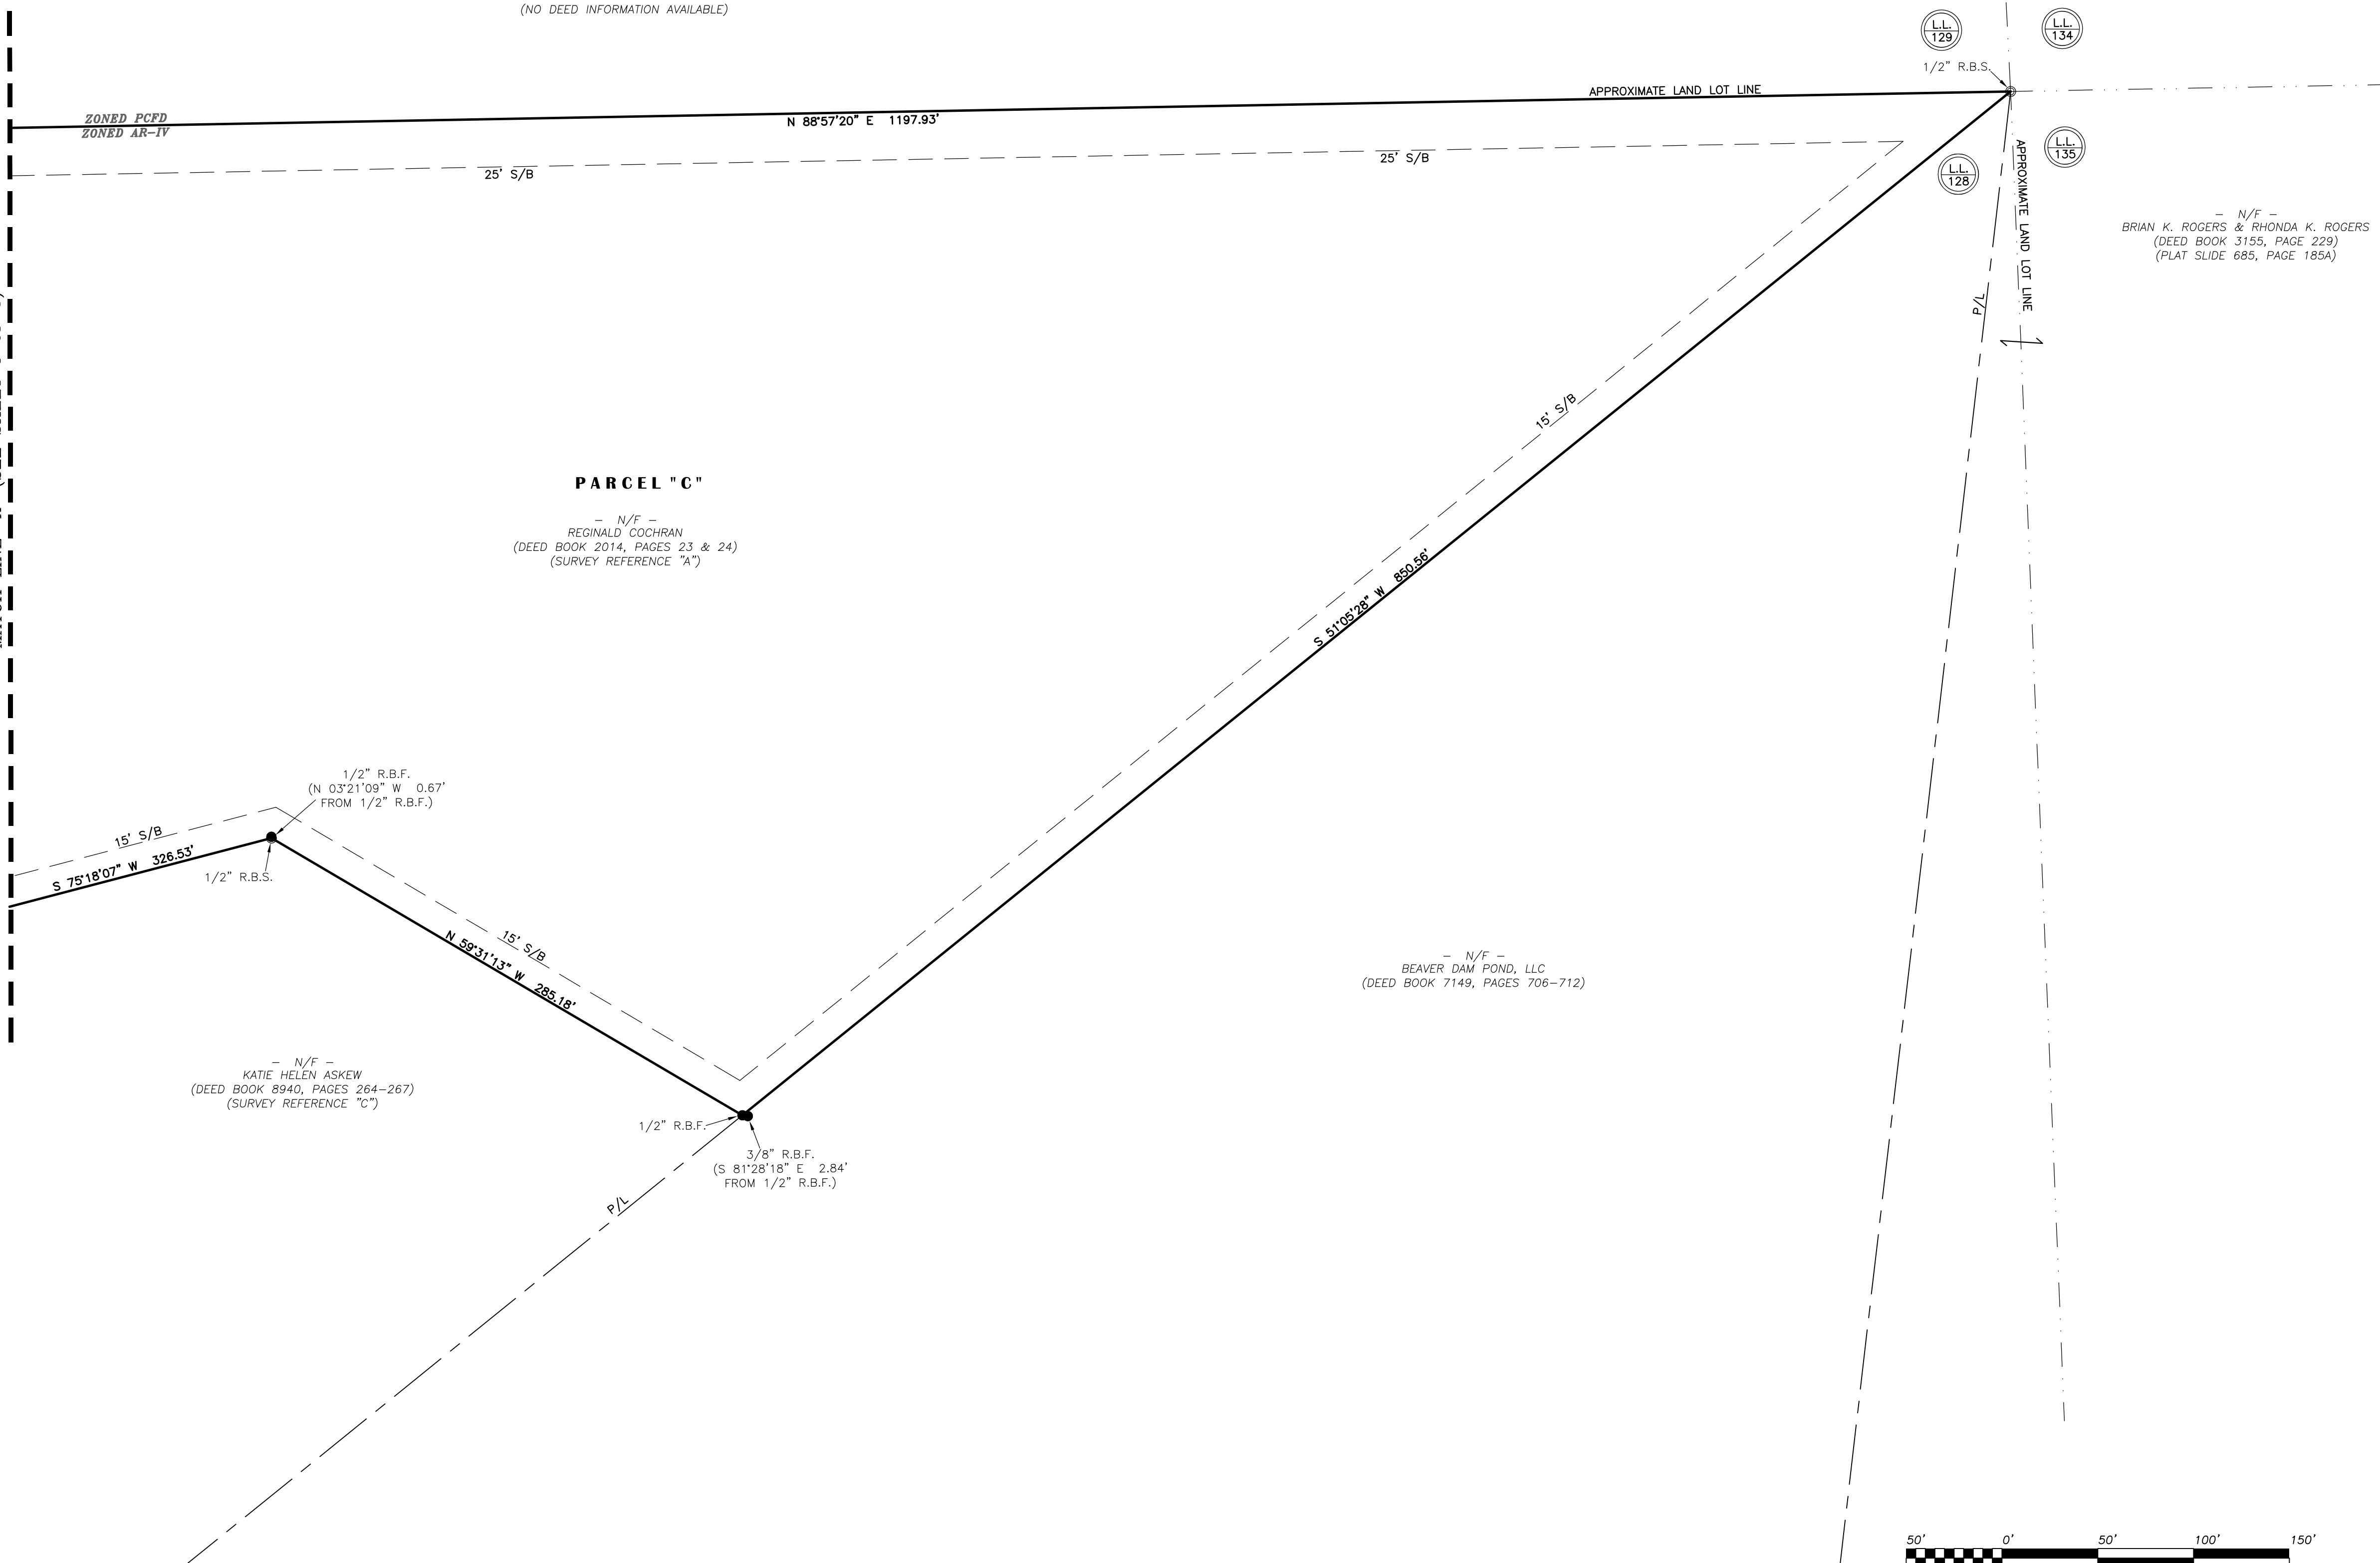 (NO DEED INFORMATION AVAILABLE)
L.L.
129
L.L.
134
1/2" R.B.S.
APPROXIMATE LAND LOT LINE
ZONED PCFD
ZONED AR-IV
N 88°57'20" E 1197.93'
25' S/B
25' S/B
L.L.
128
L.L.
135
APPROXIMATE LAND LOT LINE
- N/F -
BRIAN K. ROGERS & RHONDA K. ROGERS
(DEED BOOK 3155, PAGE 229)
(PLAT SLIDE 685, PAGE 185A)
P/L
15' S/B
PARCEL "C"
- N/F -
REGINALD COCHRAN
(DEED BOOK 2014, PAGES 23 & 24)
(SURVEY REFERENCE "A")
S 51°05'28" W 850.56'
1/2" R.B.F.
(N 03°21'09" W 0.67'
FROM 1/2" R.B.F.)
15' S/B
S 75°18'07" W 326.53'
1/2" R.B.S.
15' S/B
N 59°31'13" W 285.18'
- N/F -
BEAVER DAM POND, LLC
(DEED BOOK 7149, PAGES 706-712)
- N/F -
KATIE HELEN ASKEW
(DEED BOOK 8940, PAGES 264-267)
(SURVEY REFERENCE "C")
1/2" R.B.F.
3/8" R.B.F.
(S 81°28'18" E 2.84'
FROM 1/2" R.B.F.)
P/L
50' 0' 50' 100' 150'